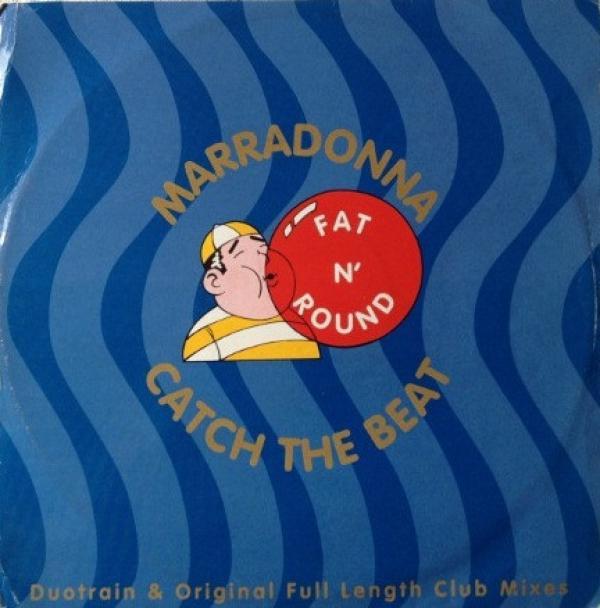 MARRADONNA
FAT
N'
ROUND
CATCH THE BEAT
Duotrain & Original Full Length Club Mixes